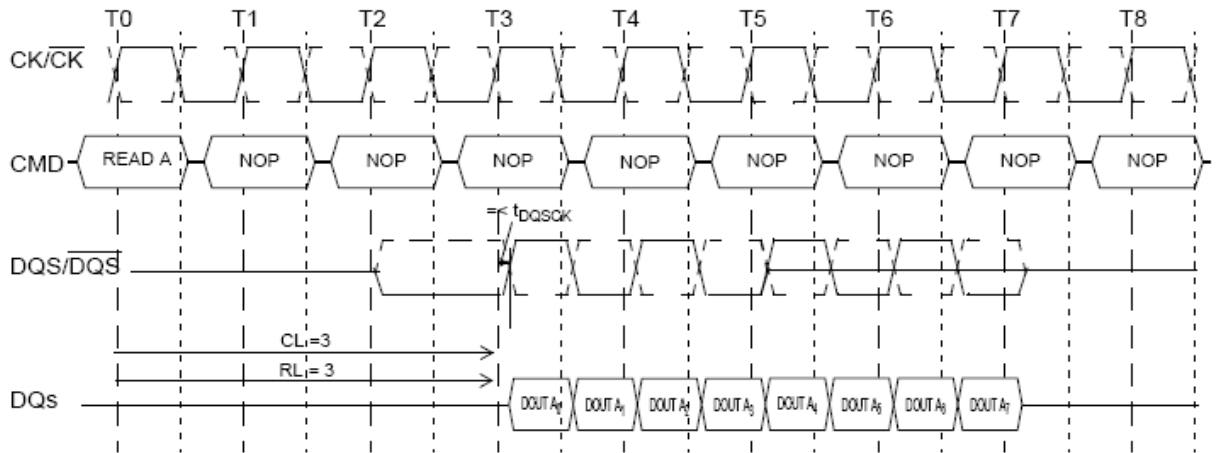 T0 T1 T2 T3 T4 T5 T6 T7 T8
CK/CK
CMD READ A NOP NOP NOP NOP NOP NOP NOP NOP
=< tDQSCK
DQS/DQS
CL =3
RL = 3
DQs DOUT A0 DOUT A1 DOUT A2 DOUT A3 DOUT A4 DOUT A5 DOUT A6 DOUT A7